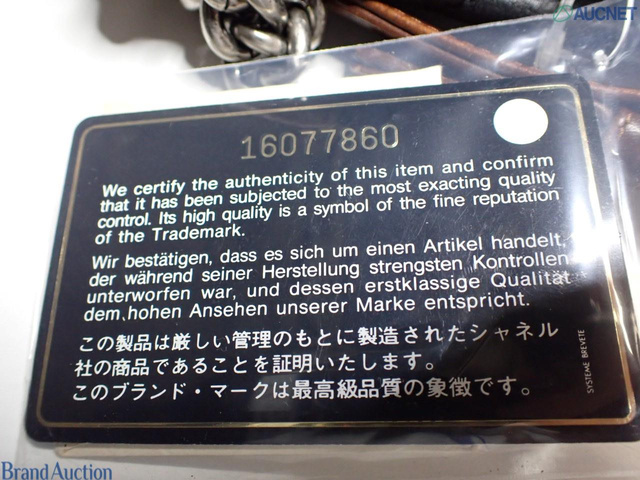 AUCNET
16077860
We certify the authenticity of this item and confirm
that it has been subjected to the most exacting quality
control. Its high quality is a symbol of the fine reputation
of the Trademark.
Wir bestätigen, dass es sich um einen Artikel handelt,
der während seiner Herstellung strengsten Kontrollen
unterworfen war, und dessen erstklassige Qualität
dem hohen Ansehen unserer Marke entspricht.
この製品は厳しい管理のもとに製造されたシャネル
社の商品であることを証明いたします。
このブランド・マークは最高級品質の象徴です。
SYSTEME BREVETE
Brand Auction